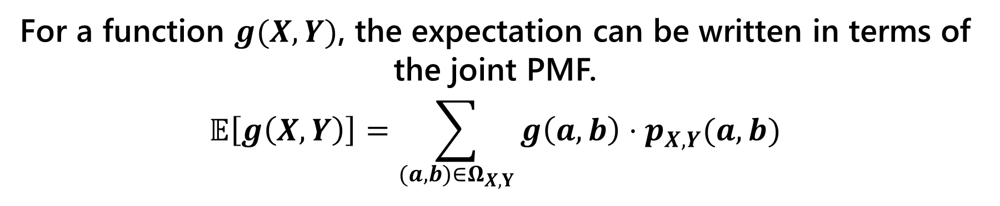 For a function g(X, Y), the expectation can be written in terms of
the joint PMF.
𝔼[g(X, Y)] = ∑ g(a, b) · p_{X,Y}(a, b)
(a,b)∈Ω_{X,Y}